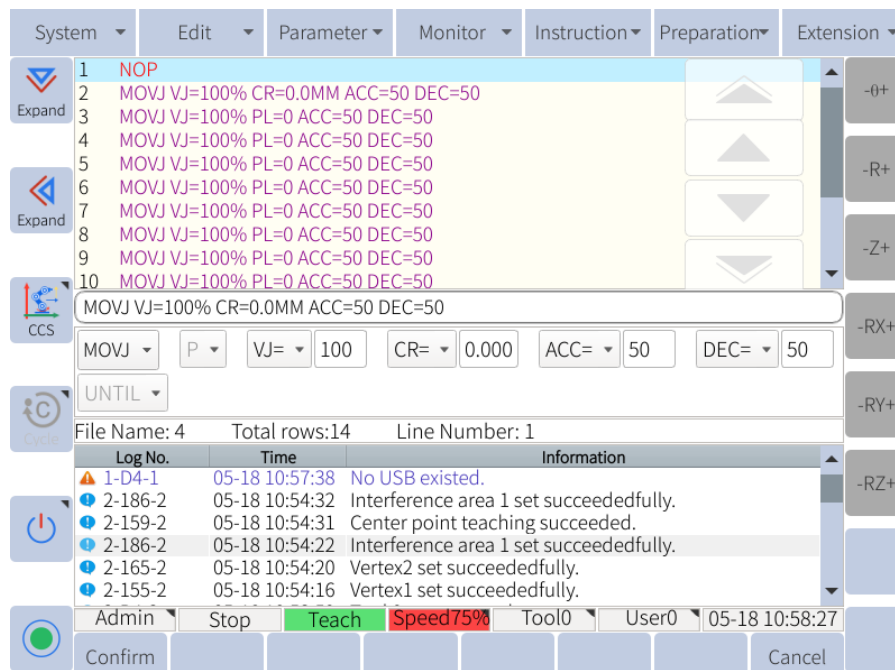 System Edit Parameter Monitor Instruction Preparation Extension
Expand
Expand
CCS
Cycle
1 NOP
2 MOVJ VJ=100% CR=0.0MM ACC=50 DEC=50
3 MOVJ VJ=100% PL=0 ACC=50 DEC=50
4 MOVJ VJ=100% PL=0 ACC=50 DEC=50
5 MOVJ VJ=100% PL=0 ACC=50 DEC=50
6 MOVJ VJ=100% PL=0 ACC=50 DEC=50
7 MOVJ VJ=100% PL=0 ACC=50 DEC=50
8 MOVJ VJ=100% PL=0 ACC=50 DEC=50
9 MOVJ VJ=100% PL=0 ACC=50 DEC=50
10 MOVJ VJ=100% PL=0 ACC=50 DEC=50
MOVJ VJ=100% CR=0.0MM ACC=50 DEC=50
MOVJ P VJ= 100 CR= 0.000 ACC= 50 DEC= 50
UNTIL
File Name: 4 Total rows:14 Line Number: 1
Log No. Time Information
1-D4-1 05-18 10:57:38 No USB existed.
2-186-2 05-18 10:54:32 Interference area 1 set succeededfully.
2-159-2 05-18 10:54:31 Center point teaching succeeded.
2-186-2 05-18 10:54:22 Interference area 1 set succeededfully.
2-165-2 05-18 10:54:20 Vertex2 set succeededfully.
2-155-2 05-18 10:54:16 Vertex1 set succeededfully.
Admin Stop Teach Speed75% Tool0 User0 05-18 10:58:27
Confirm Cancel
-θ+
-R+
-Z+
-RX+
-RY+
-RZ+